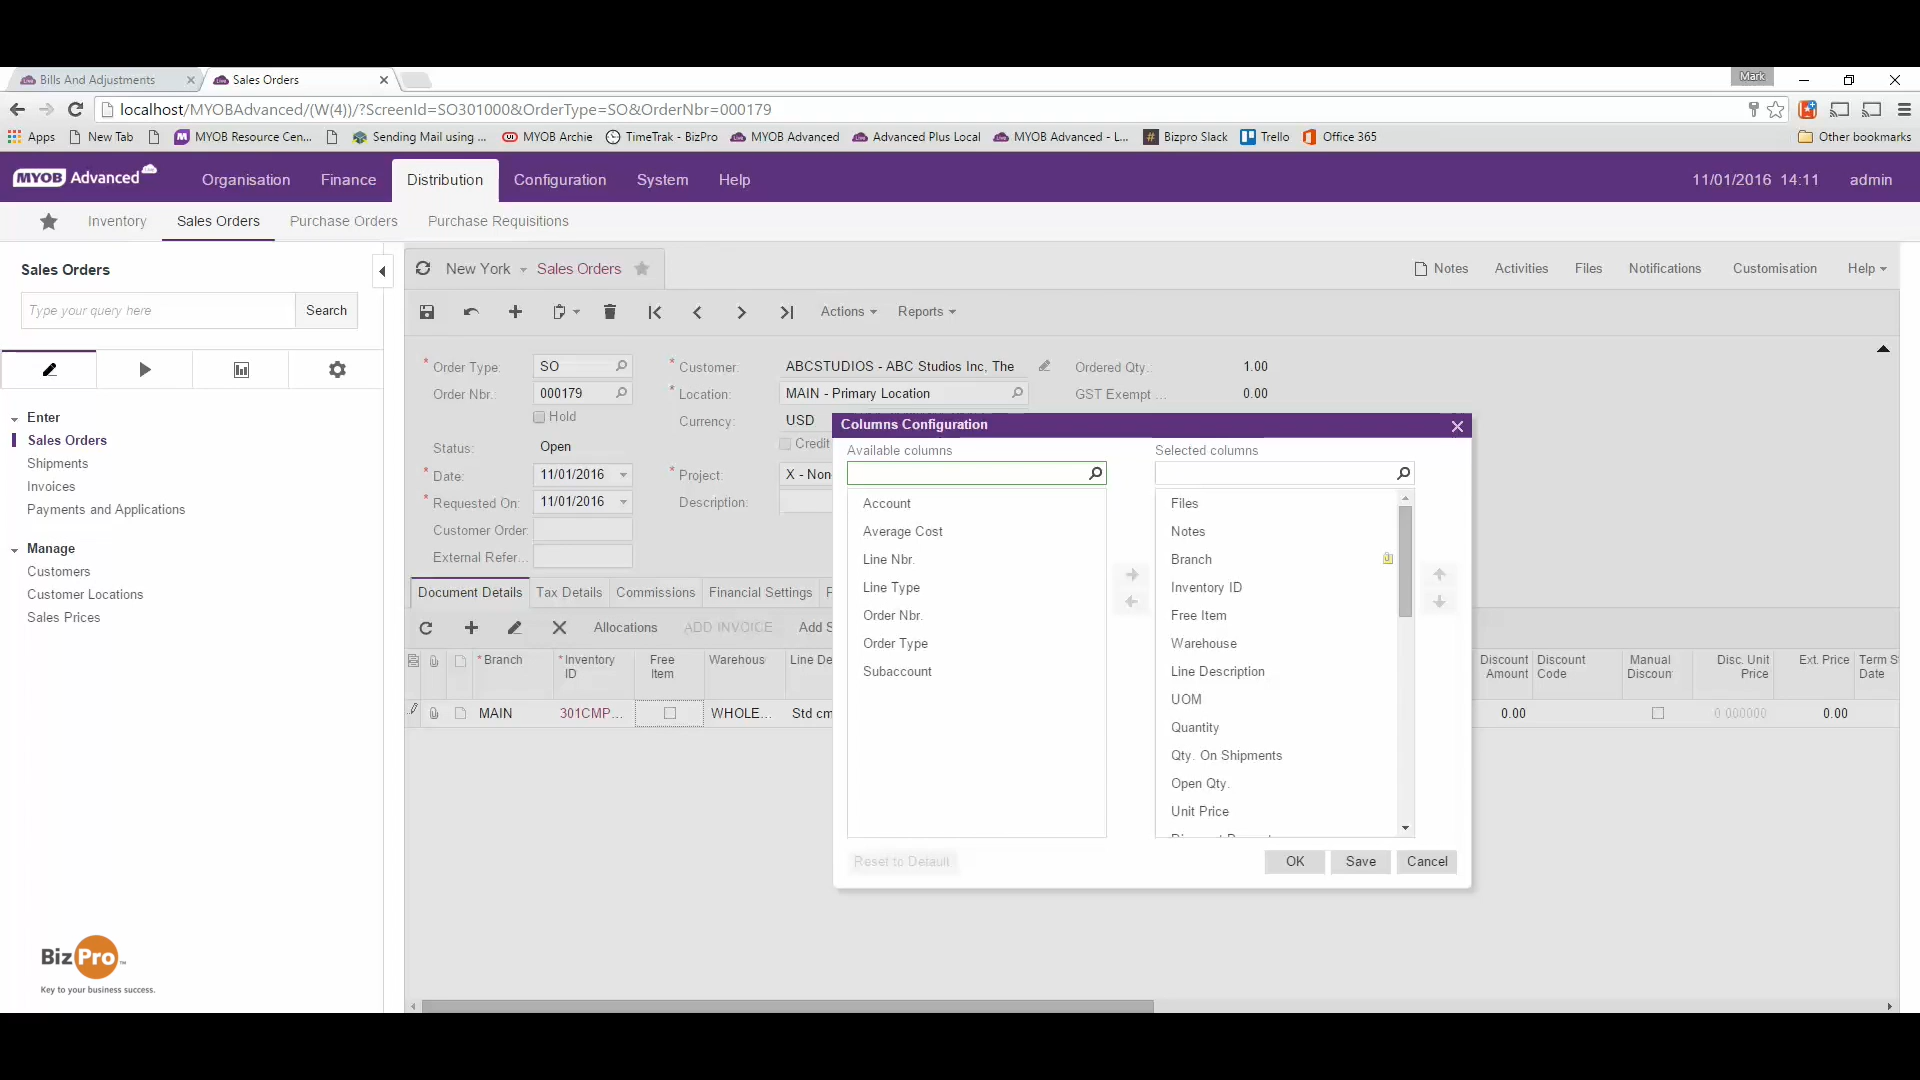 Bills And Adjustments
Sales Orders
Mark
localhost/MYOBAdvanced/(W(4))/?ScreenId=SO301000&OrderType=SO&OrderNbr=000179
Apps New Tab MYOB Resource Cen... Sending Mail using ... MYOB Archie TimeTrak - BizPro MYOB Advanced Advanced Plus Local MYOB Advanced - L... Bizpro Slack Trello Office 365 Other bookmarks
MYOB Advanced Organisation Finance Distribution Configuration System Help 11/01/2016 14:11 admin
Inventory Sales Orders Purchase Orders Purchase Requisitions
Sales Orders
Type your query here Search
Enter
Sales Orders
Shipments
Invoices
Payments and Applications
Manage
Customers
Customer Locations
Sales Prices
BizPro
Key to your business success.
New York Sales Orders Notes Activities Files Notifications Customisation Help
Actions Reports
* Order Type: SO * Customer: ABCSTUDIOS - ABC Studios Inc, The Ordered Qty.: 1.00
Order Nbr.: 000179 * Location: MAIN - Primary Location GST Exempt ... 0.00
Hold Currency: USD
Status: Open Credit
* Date: 11/01/2016 * Project: X - Non
* Requested On: 11/01/2016 Description:
Customer Order
External Refer...
Document Details Tax Details Commissions Financial Settings
Allocations ADD INVOICE Add S
* Branch * Inventory ID Free Item Warehous Line De Discount Amount Discount Code Manual Discoun Disc. Unit Price Ext. Price Term S Date
MAIN 301CMP... WHOLE... Std cm 0.00 0.000000 0.00
Columns Configuration
Available columns
Account
Average Cost
Line Nbr.
Line Type
Order Nbr.
Order Type
Subaccount
Selected columns
Files
Notes
Branch
Inventory ID
Free Item
Warehouse
Line Description
UOM
Quantity
Qty. On Shipments
Open Qty.
Unit Price
Reset to Default OK Save Cancel